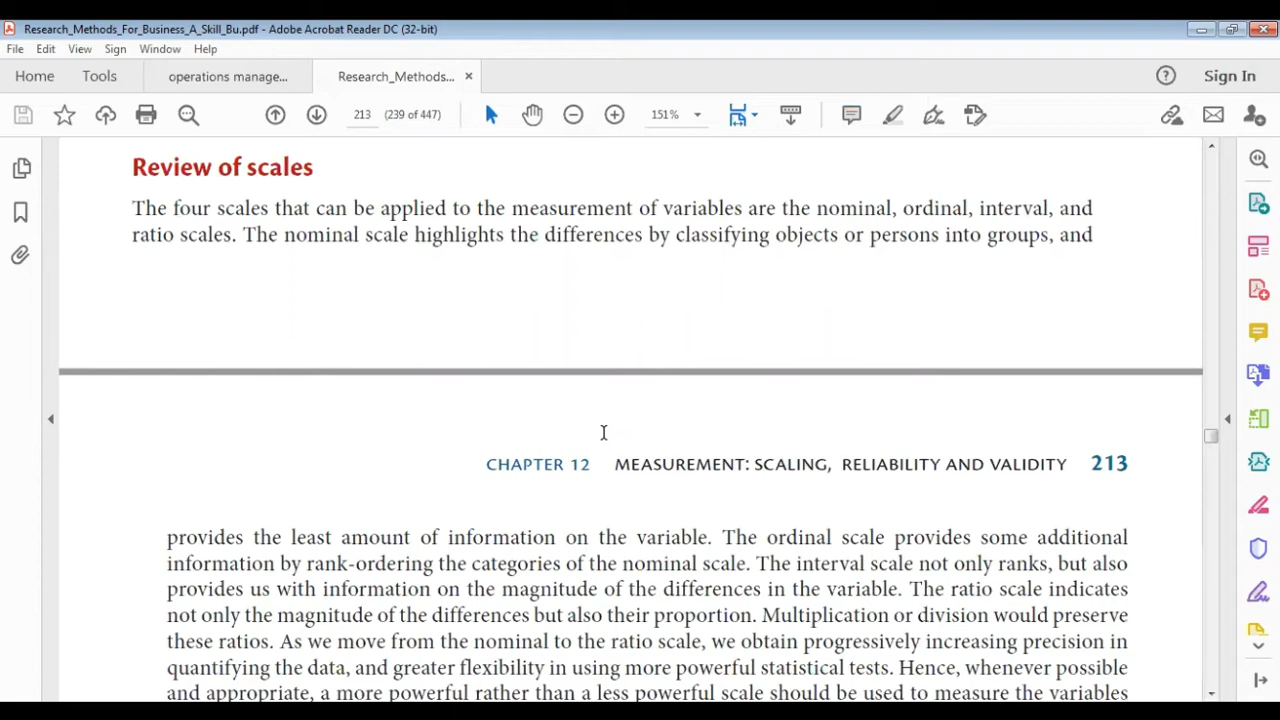 Research_Methods_For_Business_A_Skill_Bu.pdf - Adobe Acrobat Reader DC (32-bit)
File Edit View Sign Window Help
Home Tools operations manage... Research_Methods... × Sign In
213 (239 of 447) 151%
Review of scales
The four scales that can be applied to the measurement of variables are the nominal, ordinal, interval, and
ratio scales. The nominal scale highlights the differences by classifying objects or persons into groups, and
CHAPTER 12 MEASUREMENT: SCALING, RELIABILITY AND VALIDITY 213
provides the least amount of information on the variable. The ordinal scale provides some additional
information by rank-ordering the categories of the nominal scale. The interval scale not only ranks, but also
provides us with information on the magnitude of the differences in the variable. The ratio scale indicates
not only the magnitude of the differences but also their proportion. Multiplication or division would preserve
these ratios. As we move from the nominal to the ratio scale, we obtain progressively increasing precision in
quantifying the data, and greater flexibility in using more powerful statistical tests. Hence, whenever possible
and appropriate, a more powerful rather than a less powerful scale should be used to measure the variables